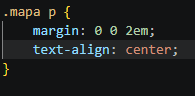 .mapa p {
    margin: 0 0 2em;
    text-align: center;
}